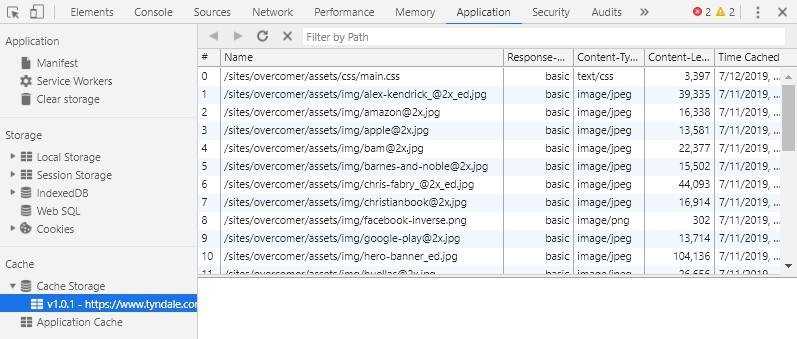 Elements Console Sources Network Performance Memory Application Security Audits » 2 2
Application
Manifest
Service Workers
Clear storage
Storage
Local Storage
Session Storage
IndexedDB
Web SQL
Cookies
Cache
Cache Storage
v1.0.1 - https://www.tyndale.cor
Application Cache
Filter by Path
# Name Response-... Content-Ty... Content-Le... Time Cached
0 /sites/overcomer/assets/css/main.css basic text/css 3,397 7/12/2019, ...
1 /sites/overcomer/assets/img/alex-kendrick_@2x_ed.jpg basic image/jpeg 39,335 7/11/2019, ...
2 /sites/overcomer/assets/img/amazon@2x.jpg basic image/jpeg 16,338 7/11/2019, ...
3 /sites/overcomer/assets/img/apple@2x.jpg basic image/jpeg 13,581 7/11/2019, ...
4 /sites/overcomer/assets/img/bam@2x.jpg basic image/jpeg 22,377 7/11/2019, ...
5 /sites/overcomer/assets/img/barnes-and-noble@2x.jpg basic image/jpeg 15,502 7/11/2019, ...
6 /sites/overcomer/assets/img/chris-fabry_@2x_ed.jpg basic image/jpeg 44,093 7/11/2019, ...
7 /sites/overcomer/assets/img/christianbook@2x.jpg basic image/jpeg 16,914 7/11/2019, ...
8 /sites/overcomer/assets/img/facebook-inverse.png basic image/png 302 7/11/2019, ...
9 /sites/overcomer/assets/img/google-play@2x.jpg basic image/jpeg 13,714 7/11/2019, ...
10 /sites/overcomer/assets/img/hero-banner_ed.jpg basic image/jpeg 104,136 7/11/2019, ...
11 /sites/overcomer/assets/img/huellas@2x.jpg basic image/jpeg 26,656 7/11/2019, ...